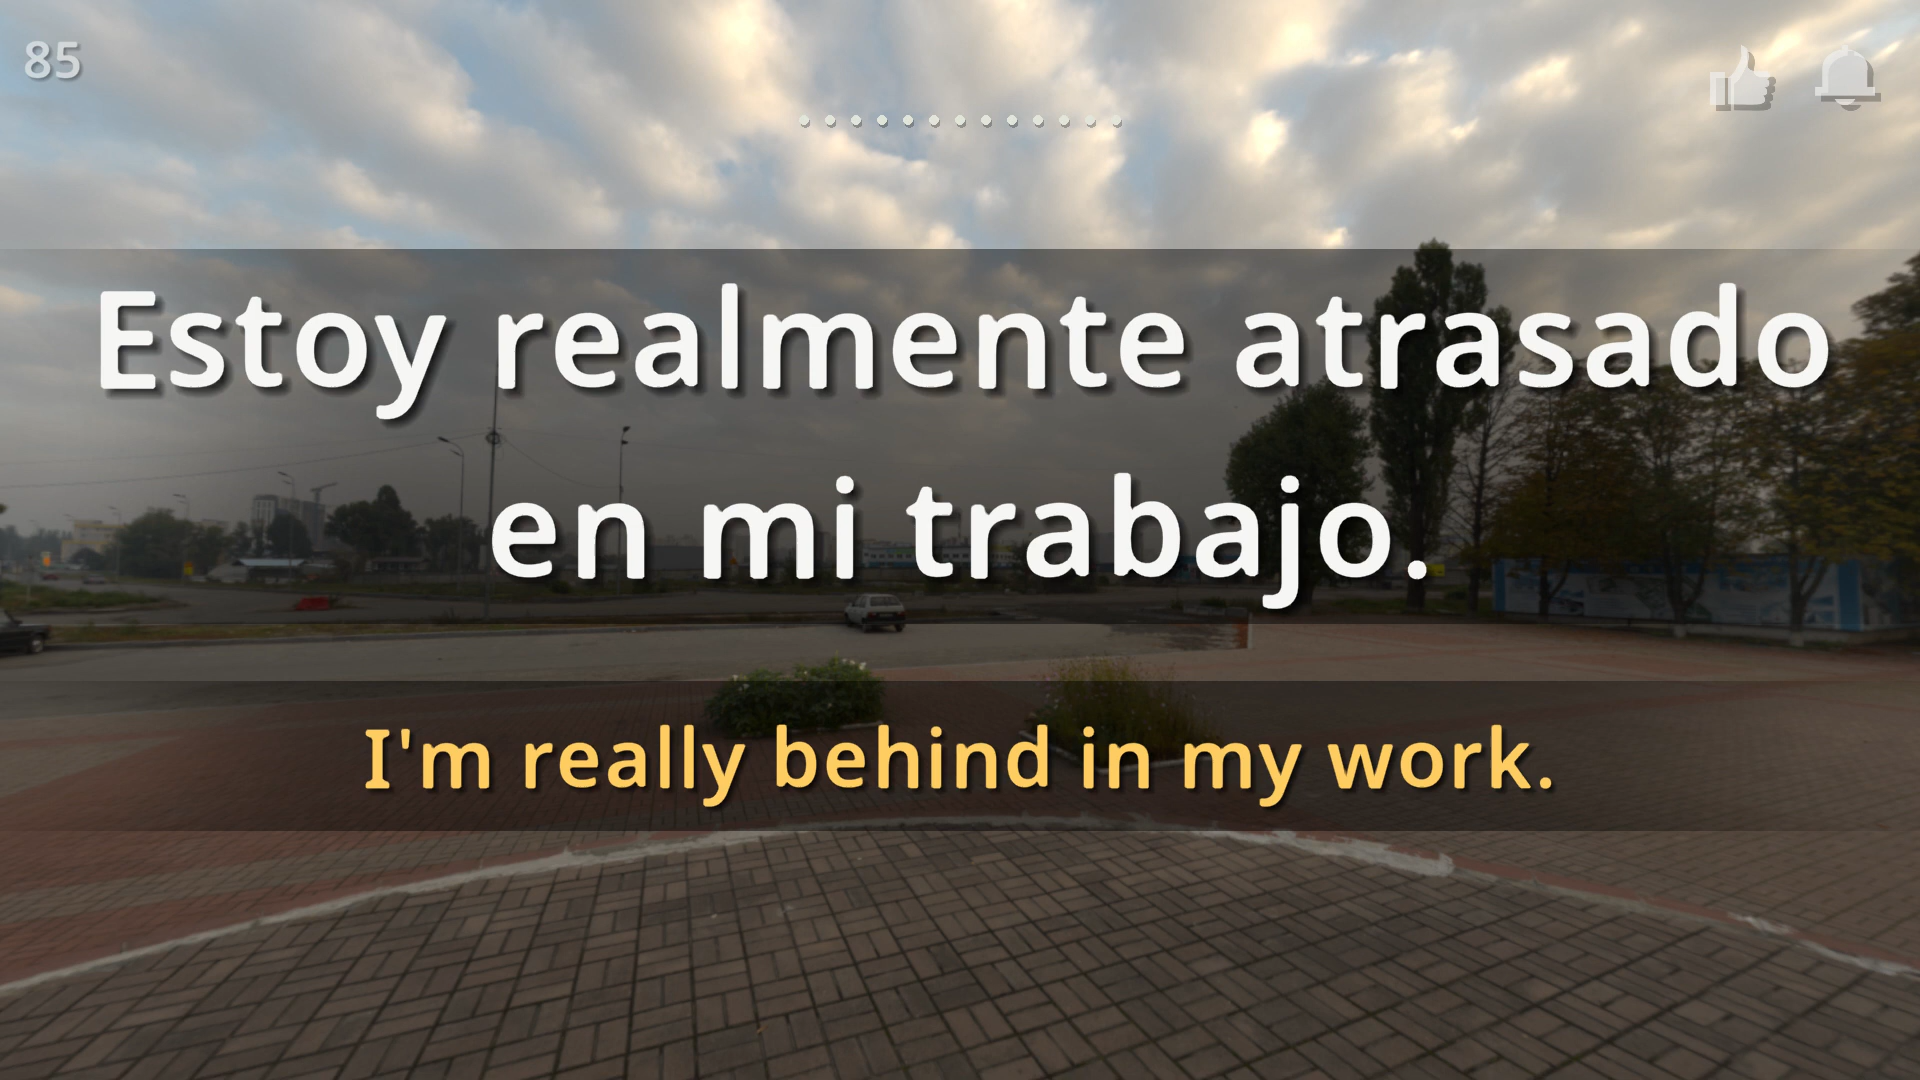 85
Estoy realmente atrasado
en mi trabajo.
I'm really behind in my work.